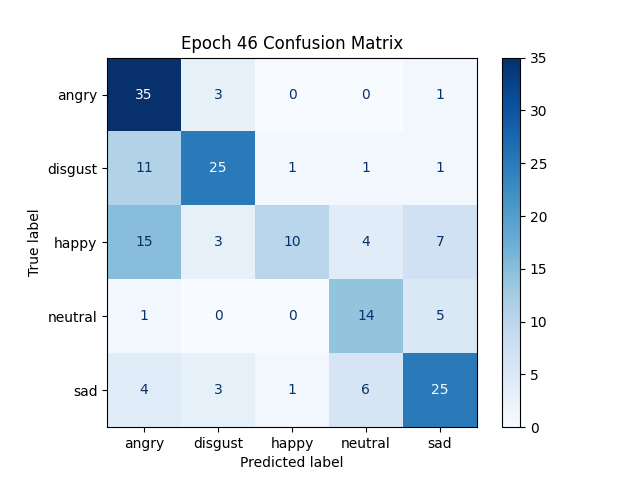 Epoch 46 Confusion Matrix
angry 35 3 0 0 1
disgust 11 25 1 1 1
happy 15 3 10 4 7
neutral 1 0 0 14 5
sad 4 3 1 6 25
angry disgust happy neutral sad
Predicted label
True label
35
30
25
20
15
10
5
0